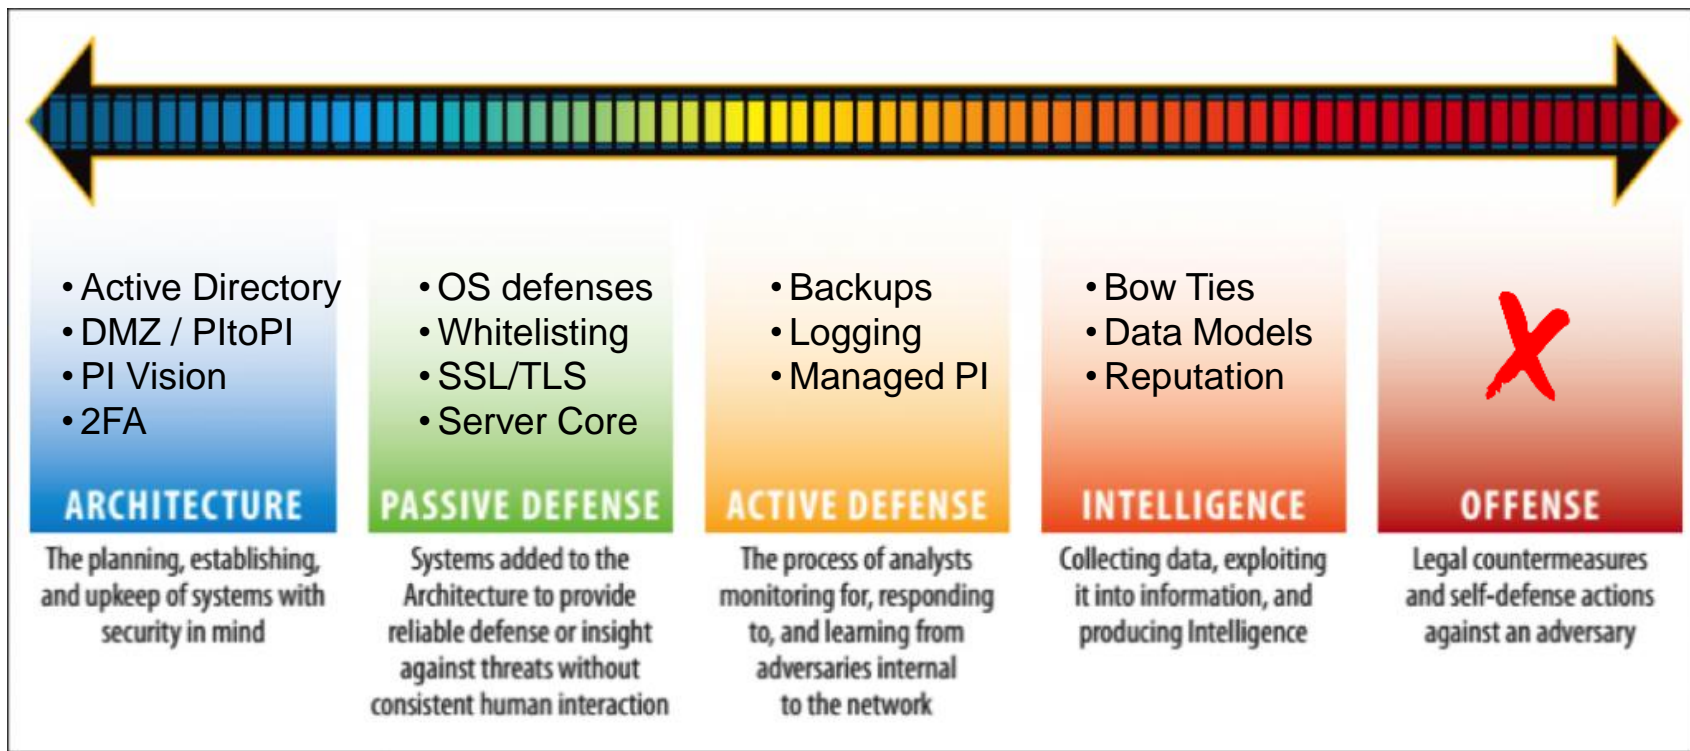 • Active Directory
• DMZ / PItoPI
• PI Vision
• 2FA
ARCHITECTURE
The planning, establishing,
and upkeep of systems with
security in mind
• OS defenses
• Whitelisting
• SSL/TLS
• Server Core
PASSIVE DEFENSE
Systems added to the
Architecture to provide
reliable defense or insight
against threats without
consistent human interaction
• Backups
• Logging
• Managed PI
ACTIVE DEFENSE
The process of analysts
monitoring for, responding
to, and learning from
adversaries internal
to the network
• Bow Ties
• Data Models
• Reputation
INTELLIGENCE
Collecting data, exploiting
it into information, and
producing Intelligence
OFFENSE
Legal countermeasures
and self-defense actions
against an adversary